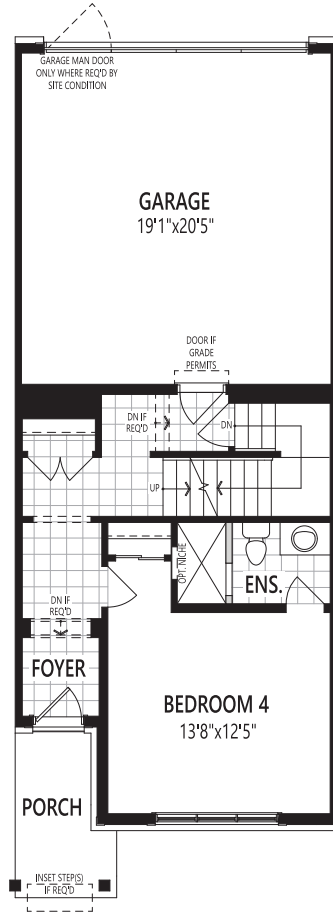 GARAGE MAN DOOR
ONLY WHERE REQ'D BY
SITE CONDITION
GARAGE
19'1"x20'5"
DOOR IF
GRADE
PERMITS
DN IF
REQ'D
DN
UP
OPT. NICHE
ENS.
DN IF
REQ'D
FOYER
BEDROOM 4
13'8"x12'5"
PORCH
INSET STEP(S)
IF REQ'D